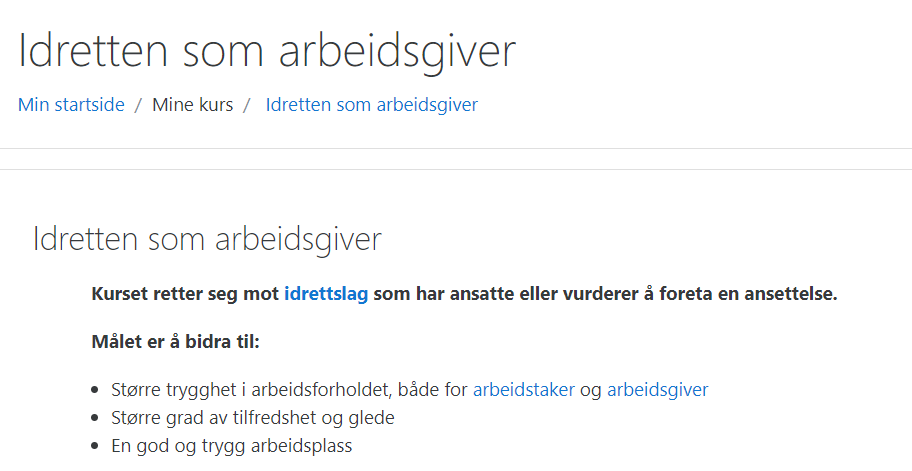 Idretten som arbeidsgiver
Min startside / Mine kurs / Idretten som arbeidsgiver
Idretten som arbeidsgiver
Kurset retter seg mot idrettslag som har ansatte eller vurderer å foreta en ansettelse.
Målet er å bidra til:
• Større trygghet i arbeidsforholdet, både for arbeidstaker og arbeidsgiver
• Større grad av tilfredshet og glede
• En god og trygg arbeidsplass